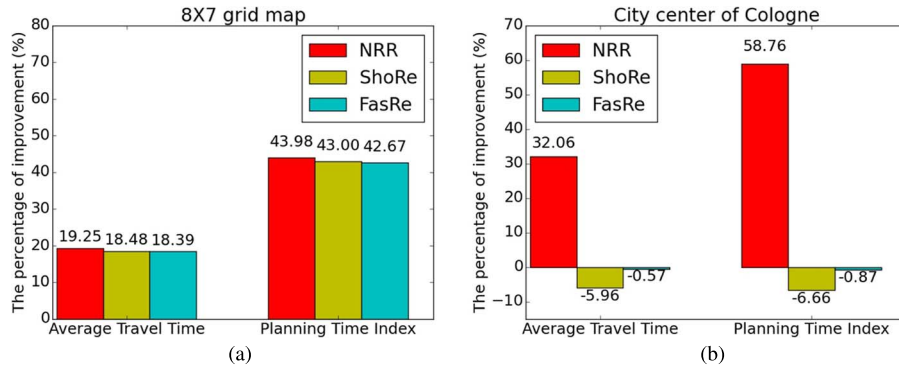 8X7 grid map
The percentage of improvement (%)
80
70
60
50
40
30
20
10
0
NRR
ShoRe
FasRe
19.25 18.48 18.39
43.98 43.00 42.67
Average Travel Time
Planning Time Index
(a)
City center of Cologne
The percentage of improvement (%)
70
60
50
40
30
20
10
0
−10
NRR
ShoRe
FasRe
32.06
-5.96
-0.57
58.76
-6.66
-0.87
Average Travel Time
Planning Time Index
(b)